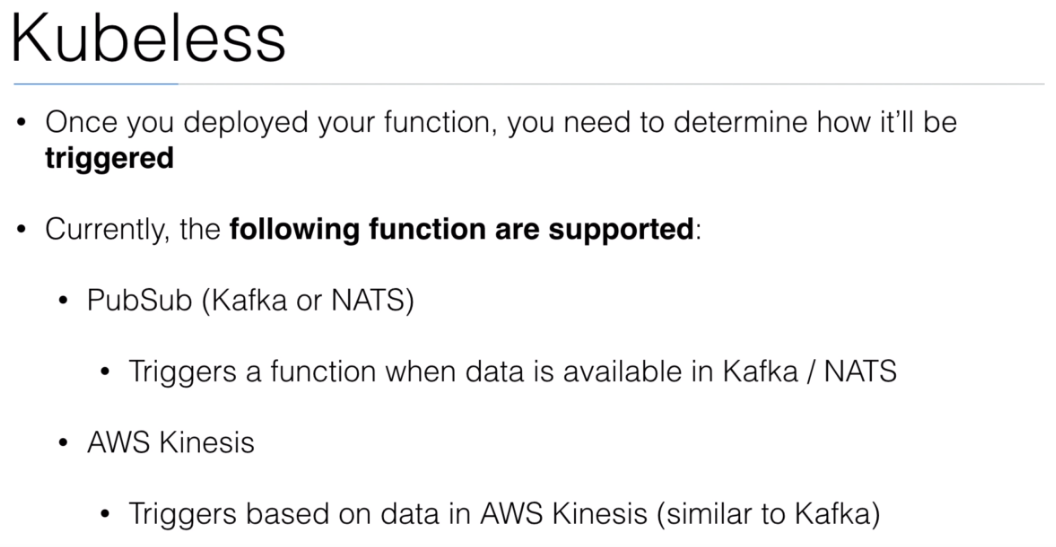 Kubeless
• Once you deployed your function, you need to determine how it’ll be
triggered
• Currently, the following function are supported:
• PubSub (Kafka or NATS)
• Triggers a function when data is available in Kafka / NATS
• AWS Kinesis
• Triggers based on data in AWS Kinesis (similar to Kafka)